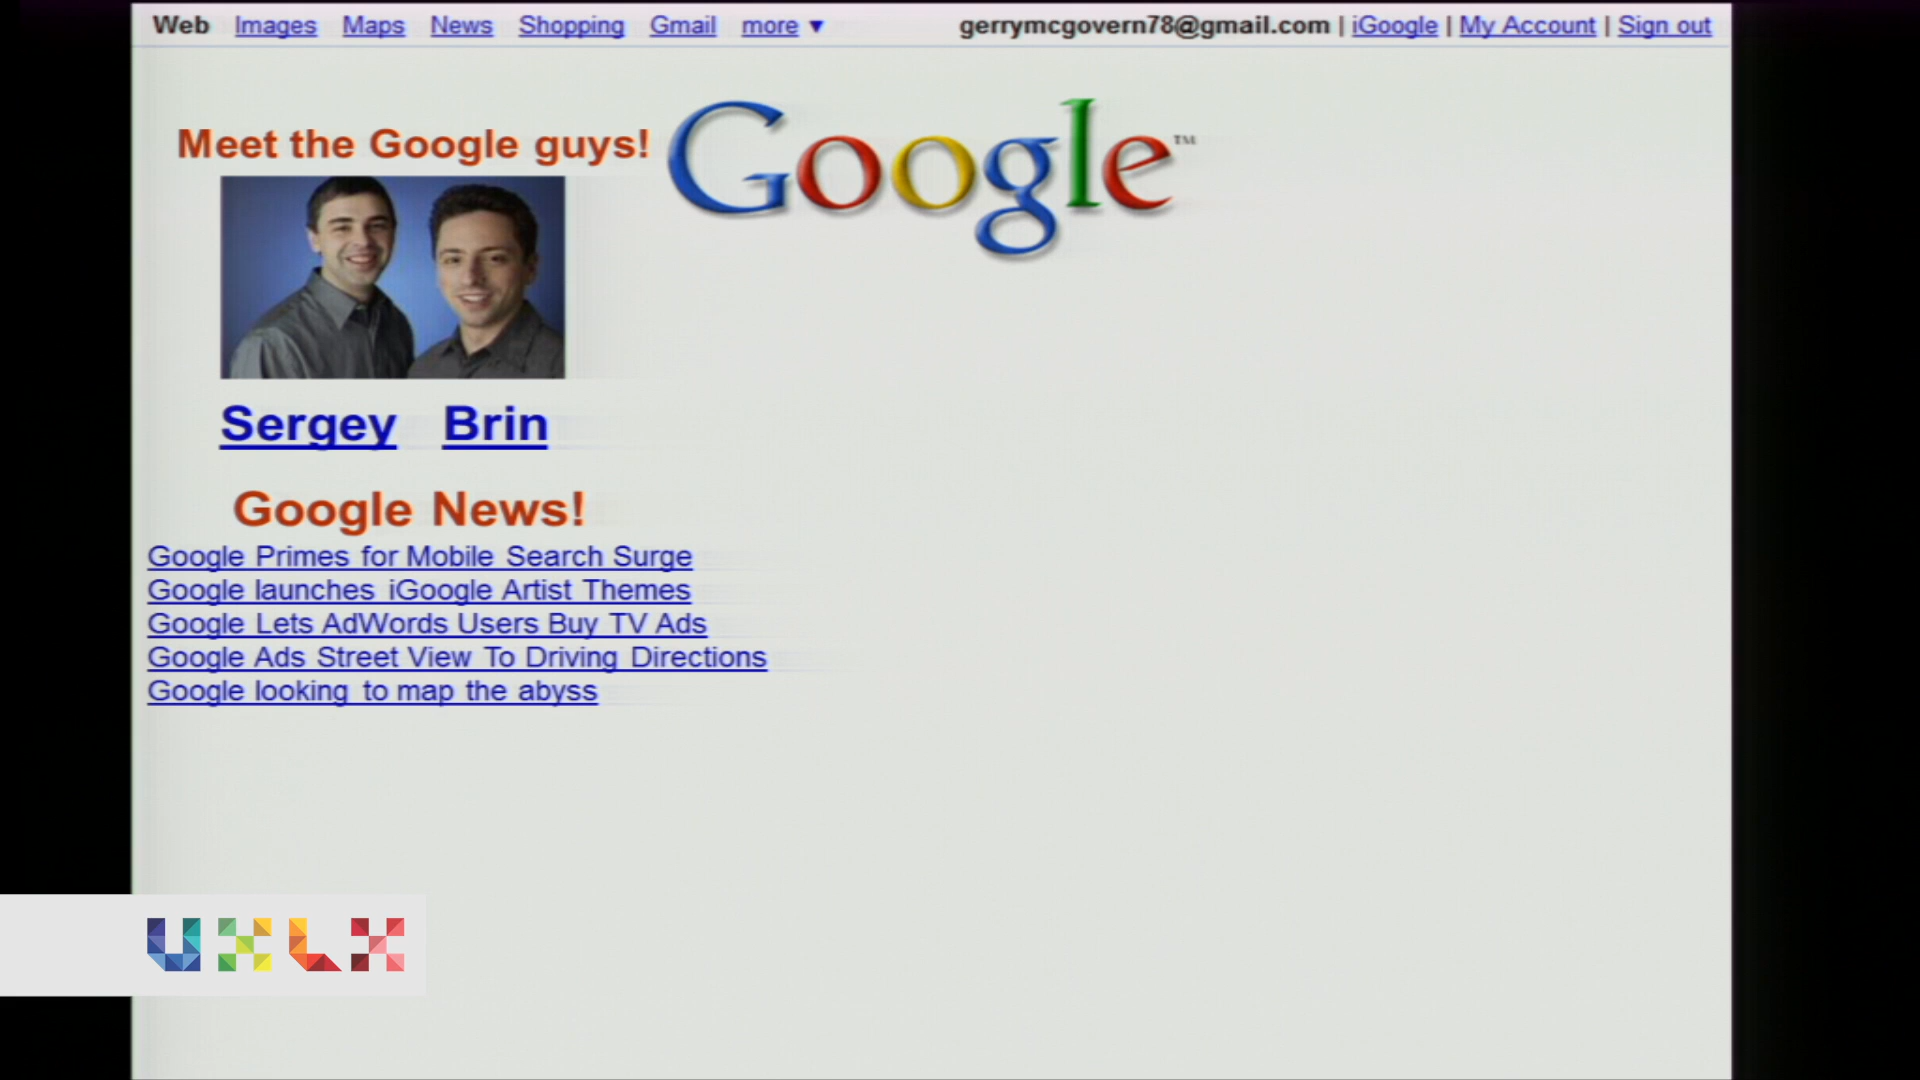 Web Images Maps News Shopping Gmail more ▼ gerrymcgovern78@gmail.com | iGoogle | My Account | Sign out
Meet the Google guys!
Google™
Sergey Brin
Google News!
Google Primes for Mobile Search Surge
Google launches iGoogle Artist Themes
Google Lets AdWords Users Buy TV Ads
Google Ads Street View To Driving Directions
Google looking to map the abyss
UXLX